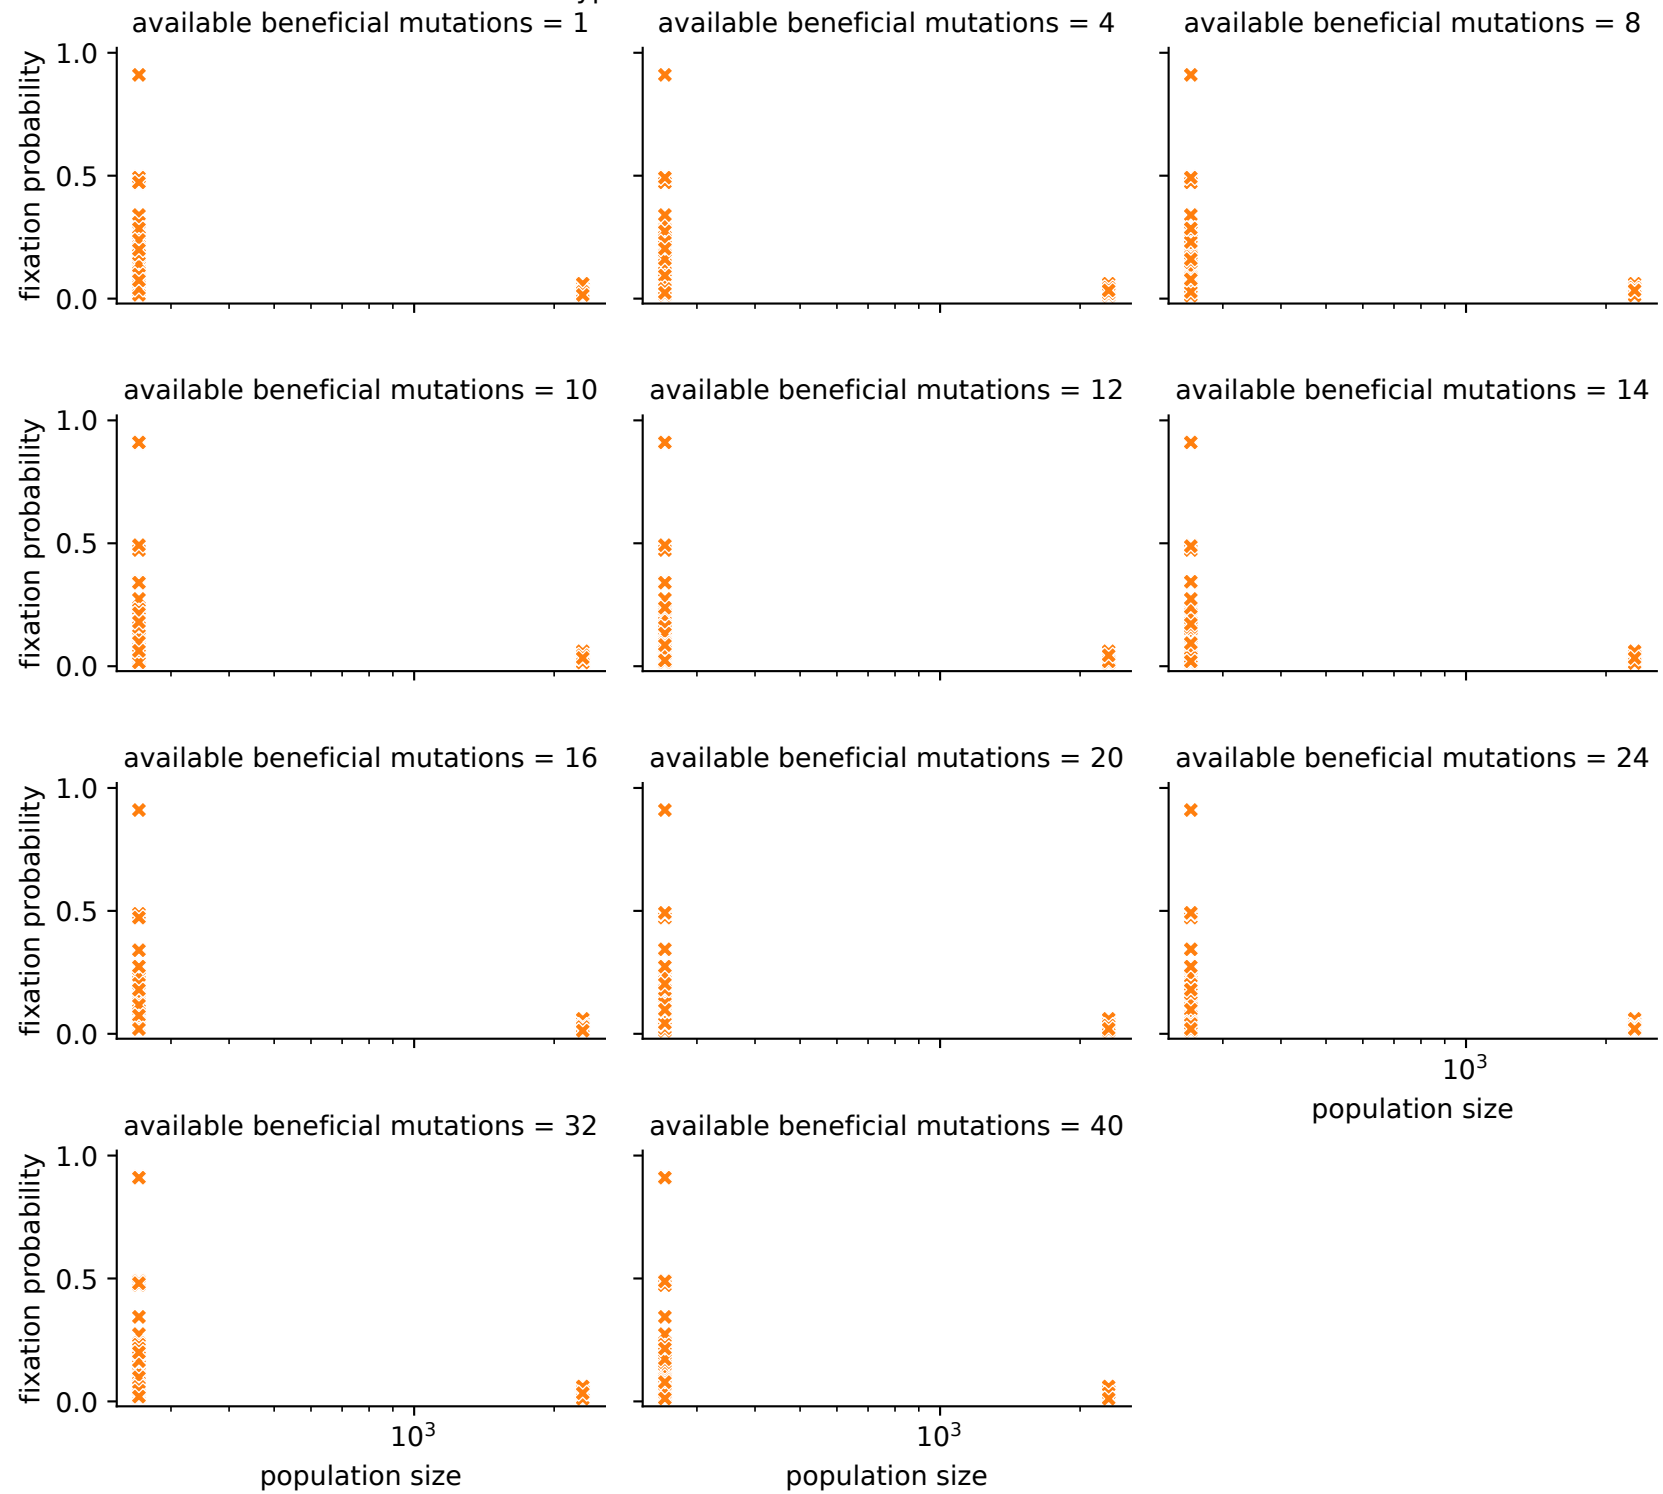 available beneficial mutations = 1
available beneficial mutations = 4
available beneficial mutations = 8
fixation probability
1.0
0.5
0.0
available beneficial mutations = 10
available beneficial mutations = 12
available beneficial mutations = 14
fixation probability
1.0
0.5
0.0
available beneficial mutations = 16
available beneficial mutations = 20
available beneficial mutations = 24
fixation probability
1.0
0.5
0.0
10³
population size
available beneficial mutations = 32
available beneficial mutations = 40
fixation probability
1.0
0.5
0.0
10³
10³
population size
population size